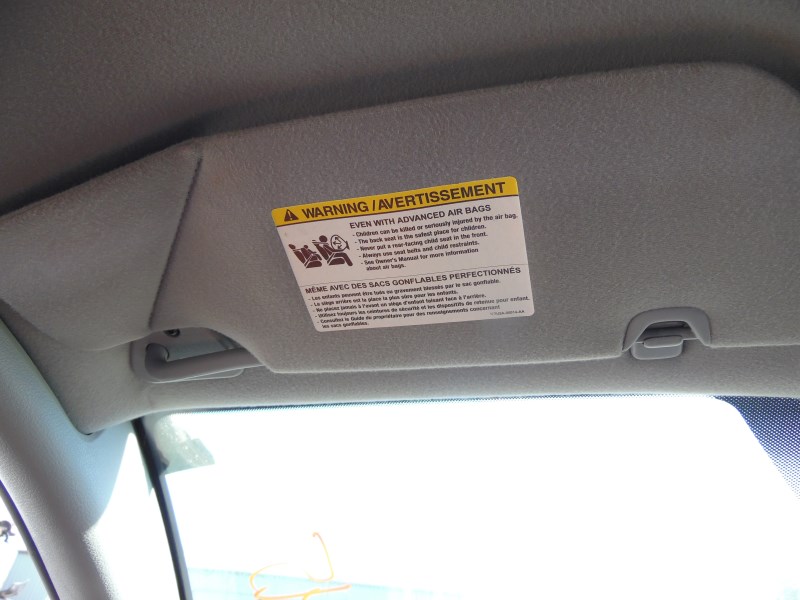 WARNING / AVERTISSEMENT
EVEN WITH ADVANCED AIR BAGS
- Children can be killed or seriously injured by the air bag.
- The back seat is the safest place for children.
- Never put a rear-facing child seat in the front.
- Always use seat belts and child restraints.
- See Owner's Manual for more information
about air bags.
MÊME AVEC DES SACS GONFLABLES PERFECTIONNÉS
- Les enfants peuvent être tués ou gravement blessés par le sac gonflable.
- Le siège arrière est la place la plus sûre pour les enfants.
- Ne placez jamais à l'avant un siège d'enfant faisant face à l'arrière.
- Utilisez toujours les ceintures de sécurité et les dispositifs de retenue pour enfant.
- Consultez le Guide du propriétaire pour des renseignements concernant
les sacs gonflables.